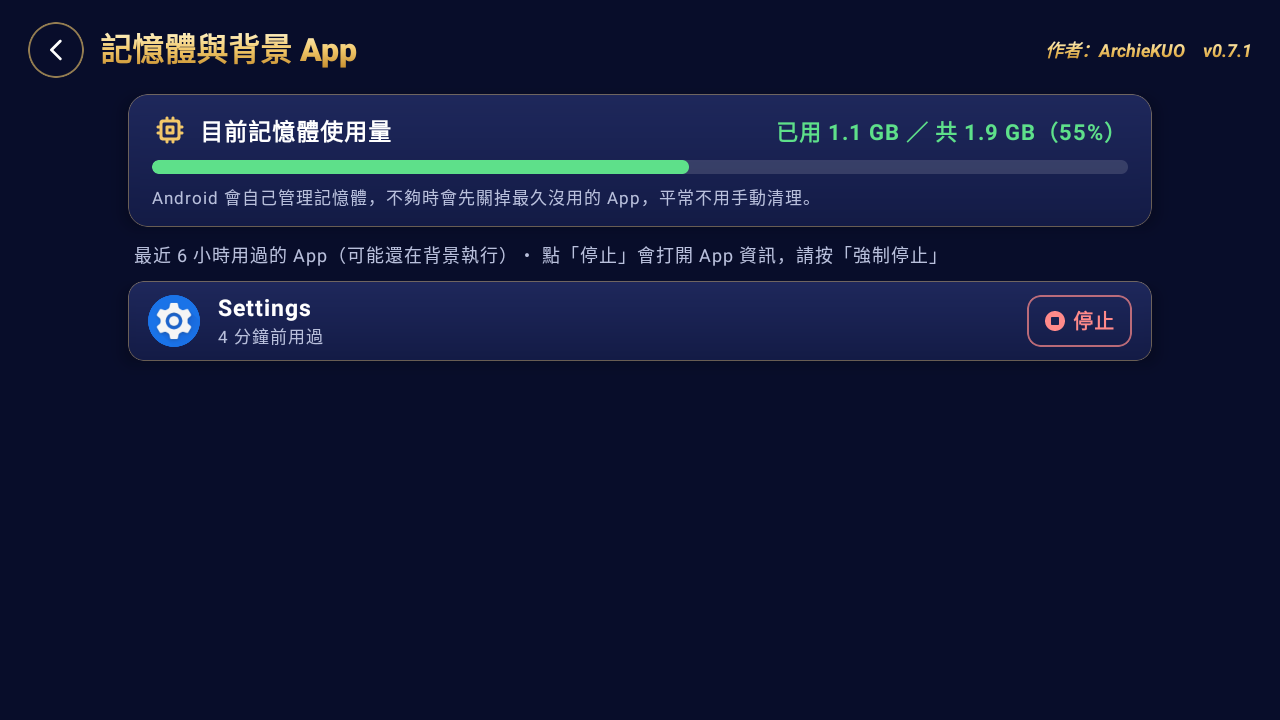 記憶體與背景 App
作者：ArchieKUO v0.7.1
目前記憶體使用量
已用 1.1 GB ／ 共 1.9 GB（55%）
Android 會自己管理記憶體，不夠時會先關掉最久沒用的 App，平常不用手動清理。
最近 6 小時用過的 App（可能還在背景執行）・ 點「停止」會打開 App 資訊，請按「強制停止」
Settings
4 分鐘前用過
停止